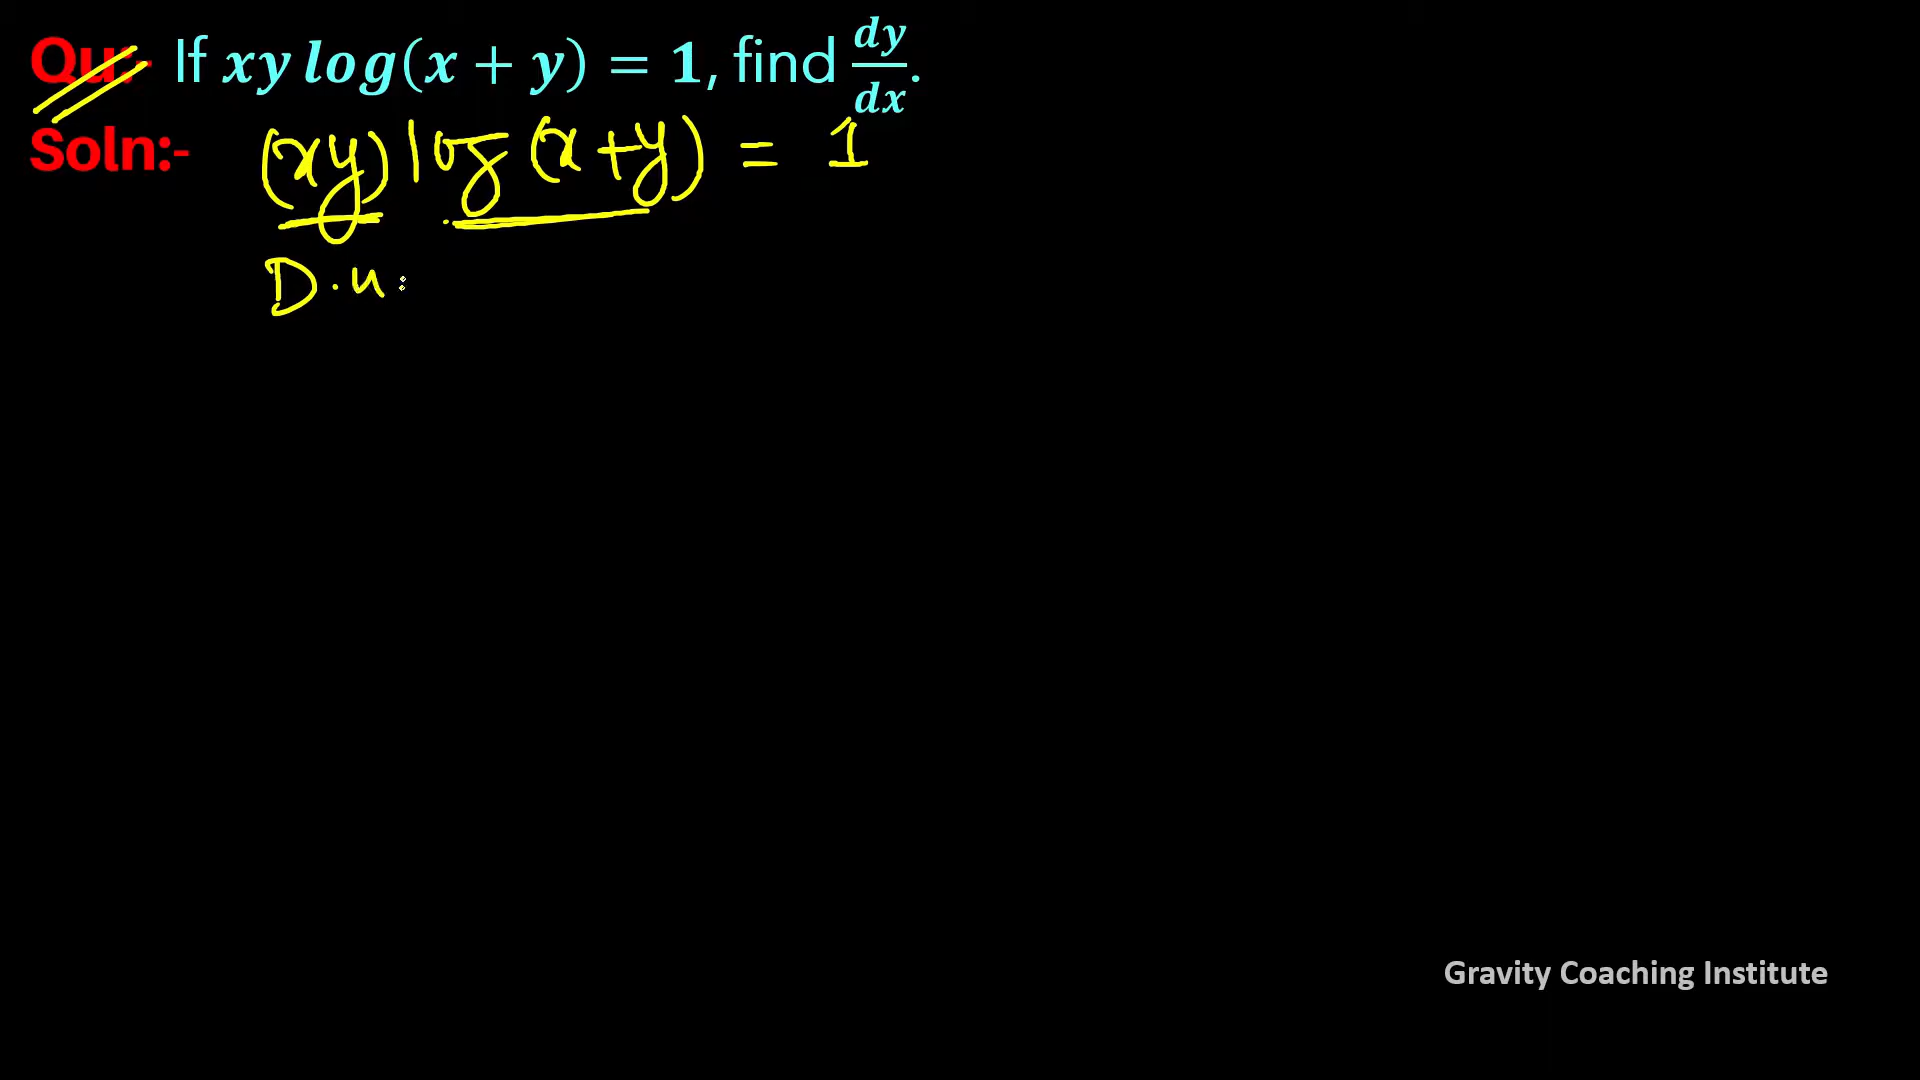 Qu:- If xy log(x + y) = 1, find dy/dx.
Soln:- (xy) log (x+y) = 1
D.u:
Gravity Coaching Institute